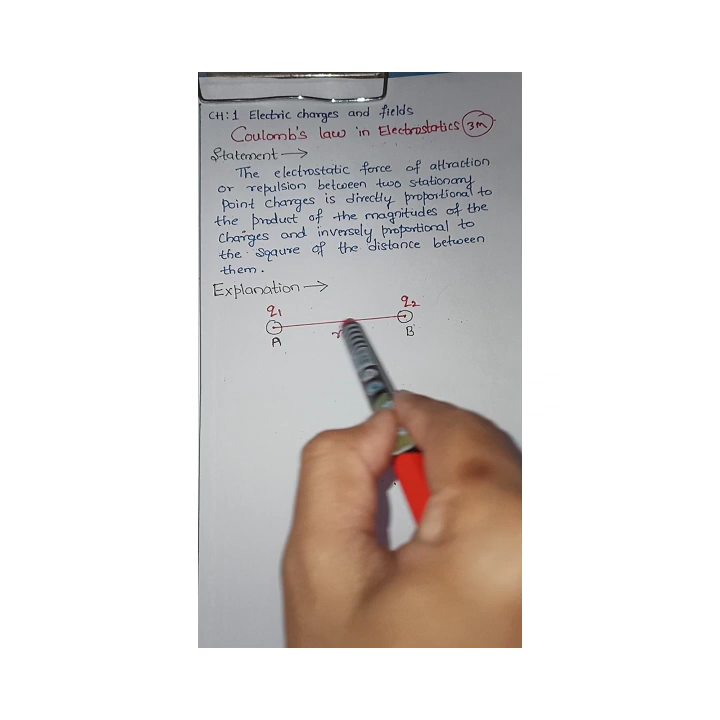 CH:1 Electric charges and fields
Coulomb's law in Electrostatics 3m
Statement →
The electrostatic force of attraction
or repulsion between two stationary
point charges is directly proportional to
the product of the magnitudes of the
charges and inversely proportional to
the sqaure of the distance between
them.
Explanation →
q1 q2
r
A B